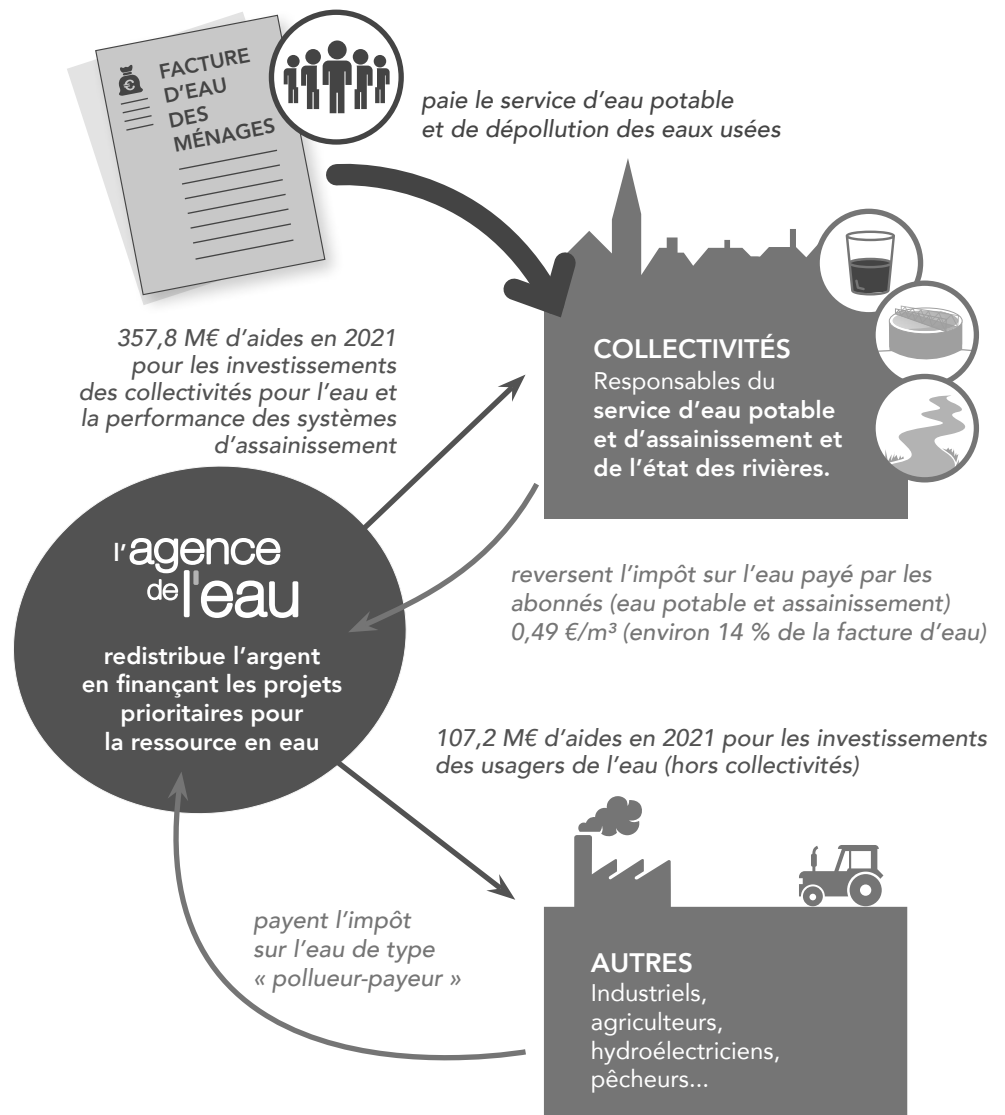 FACTURE
D'EAU
DES
MÉNAGES
paie le service d'eau potable
et de dépollution des eaux usées
357,8 M€ d'aides en 2021
pour les investissements
des collectivités pour l'eau et
la performance des systèmes
d'assainissement
COLLECTIVITÉS
Responsables du
service d'eau potable
et d'assainissement et
de l'état des rivières.
l'agence
de l'eau
redistribue l'argent
en finançant les projets
prioritaires pour
la ressource en eau
reversent l'impôt sur l'eau payé par les
abonnés (eau potable et assainissement)
0,49 €/m³ (environ 14 % de la facture d'eau)
107,2 M€ d'aides en 2021 pour les investissements
des usagers de l'eau (hors collectivités)
payent l'impôt
sur l'eau de type
« pollueur-payeur »
AUTRES
Industriels,
agriculteurs,
hydroélectriciens,
pêcheurs...